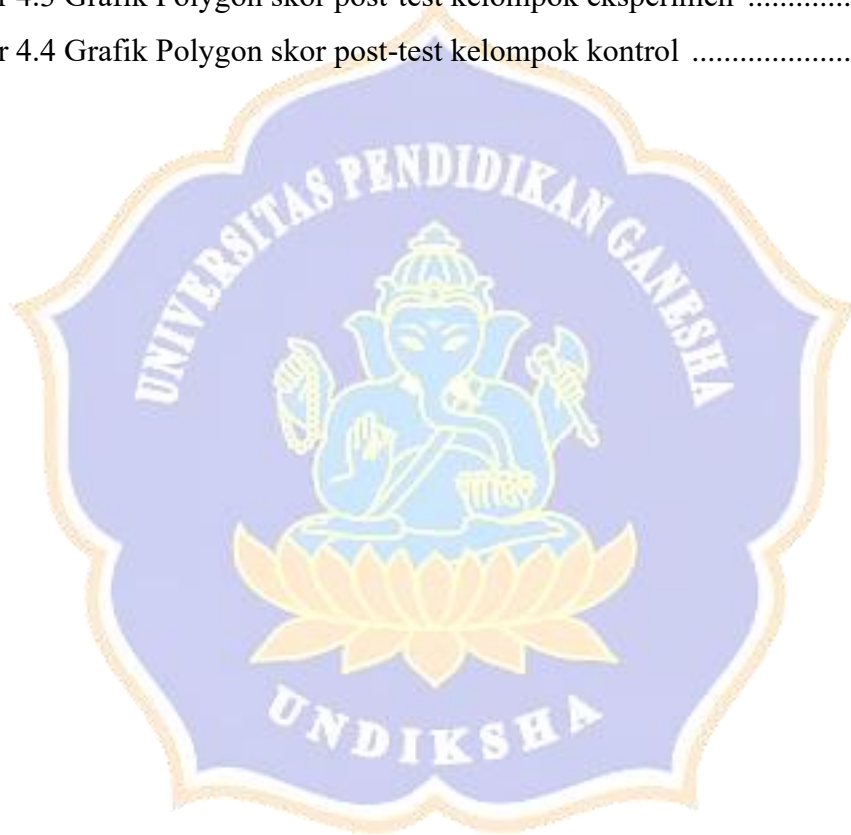 r 4.3 Grafik Polygon skor post-test kelompok eksperimen .............
r 4.4 Grafik Polygon skor post-test kelompok kontrol ....................
UNIVERSITAS PENDIDIKAN GANESHA
UNDIKSHA